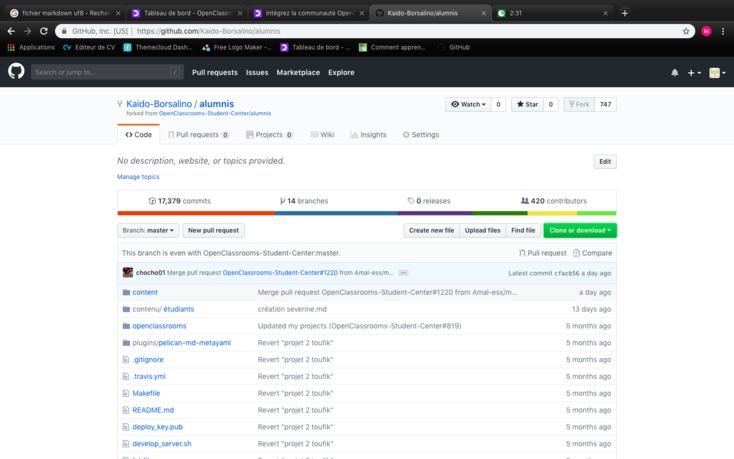 fichier markdown uf8 - Reche
Tableau de bord - OpenClassro
Intégrez la communauté OpenC
Kaido-Borsalino/alumnis
2:31
GitHub, Inc. [US] | https://github.com/Kaido-Borsalino/alumnis
M
Applications
Editeur de CV
Themecloud Dash...
Free Logo Maker -...
Tableau de bord - ...
Comment apren...
GitHub
Search or jump to... /
Pull requests
Issues
Marketplace
Explore
Kaido-Borsalino / alumnis
forked from OpenClassrooms-Student-Center/alumnis
Watch 0
Star 0
Fork 747
Code
Pull requests 0
Projects 0
Wiki
Insights
Settings
No description, website, or topics provided.
Edit
Manage topics
17,379 commits
14 branches
0 releases
420 contributors
Branch: master
New pull request
Create new file
Upload files
Find file
Clone or download
This branch is even with OpenClassrooms-Student-Center:master.
Pull request
Compare
chocho01 Merge pull request OpenClassrooms-Student-Center#1220 from Amal-ess/m... ...
Latest commit cfacb56 a day ago
content Merge pull request OpenClassrooms-Student-Center#1220 from Amal-ess/m... a day ago
contenu/ étudiants création severine.md 13 days ago
openclassrooms Updated my projects (OpenClassrooms-Student-Center#819) 5 months ago
plugins/pelican-md-metayaml Revert "projet 2 toufik" 5 months ago
.gitignore Revert "projet 2 toufik" 5 months ago
.travis.yml Revert "projet 2 toufik" 5 months ago
Makefile Revert "projet 2 toufik" 5 months ago
README.md Revert "projet 2 toufik" 5 months ago
deploy_key.pub Revert "projet 2 toufik" 5 months ago
develop_server.sh Revert "projet 2 toufik" 5 months ago